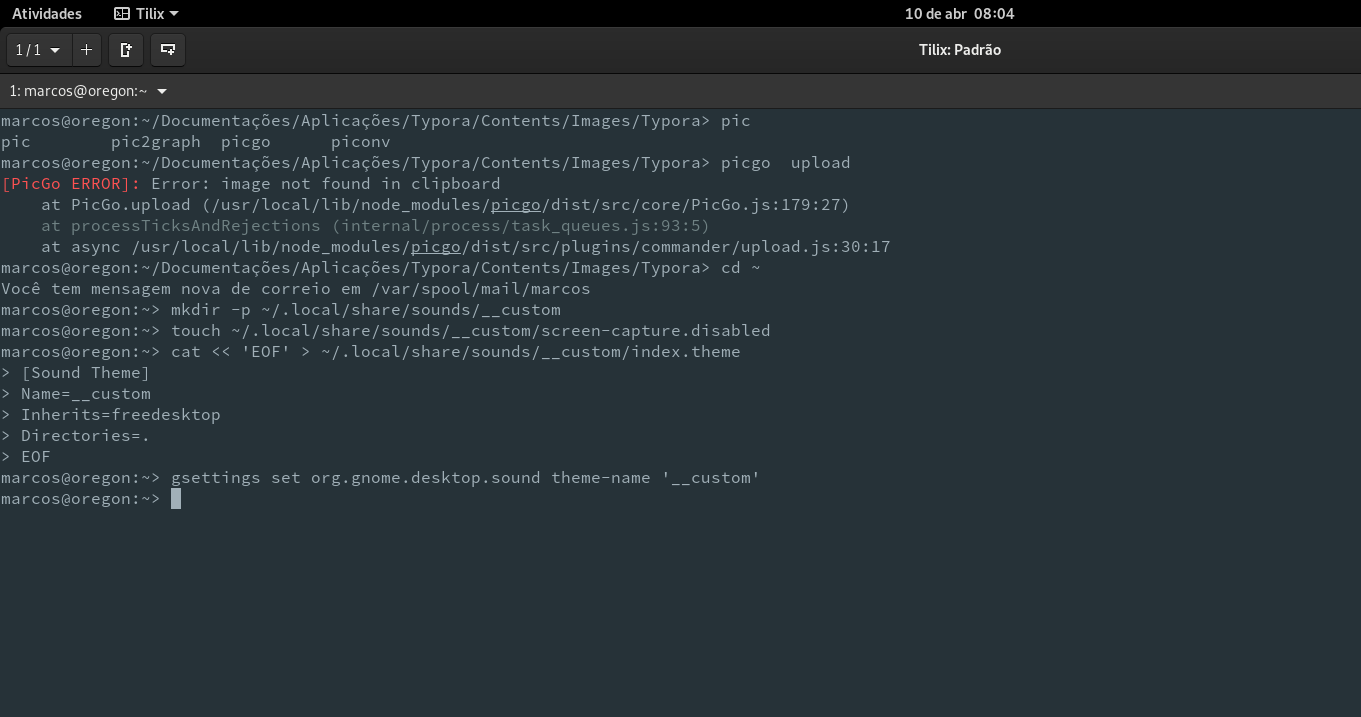 Atividades Tilix 10 de abr 08:04
1 / 1 Tilix: Padrão
1: marcos@oregon:~
marcos@oregon:~/Documentações/Aplicações/Typora/Contents/Images/Typora> pic
pic        pic2graph  picgo      piconv
marcos@oregon:~/Documentações/Aplicações/Typora/Contents/Images/Typora> picgo  upload
[PicGo ERROR]: Error: image not found in clipboard
    at PicGo.upload (/usr/local/lib/node_modules/picgo/dist/src/core/PicGo.js:179:27)
    at processTicksAndRejections (internal/process/task_queues.js:93:5)
    at async /usr/local/lib/node_modules/picgo/dist/src/plugins/commander/upload.js:30:17
marcos@oregon:~/Documentações/Aplicações/Typora/Contents/Images/Typora> cd ~
Você tem mensagem nova de correio em /var/spool/mail/marcos
marcos@oregon:~> mkdir -p ~/.local/share/sounds/__custom
marcos@oregon:~> touch ~/.local/share/sounds/__custom/screen-capture.disabled
marcos@oregon:~> cat << 'EOF' > ~/.local/share/sounds/__custom/index.theme
> [Sound Theme]
> Name=__custom
> Inherits=freedesktop
> Directories=.
> EOF
marcos@oregon:~> gsettings set org.gnome.desktop.sound theme-name '__custom'
marcos@oregon:~>